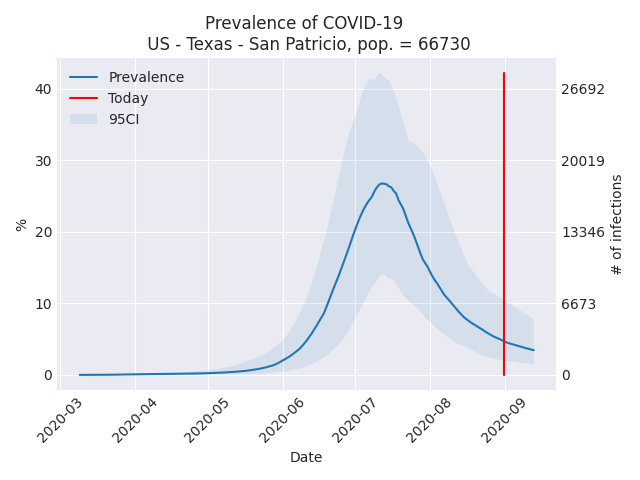 Prevalence of COVID-19
US - Texas - San Patricio, pop. = 66730
Prevalence
Today
95CI
40
30
20
10
0
%
26692
20019
13346
6673
0
# of infections
2020-03
2020-04
2020-05
2020-06
2020-07
2020-08
2020-09
Date